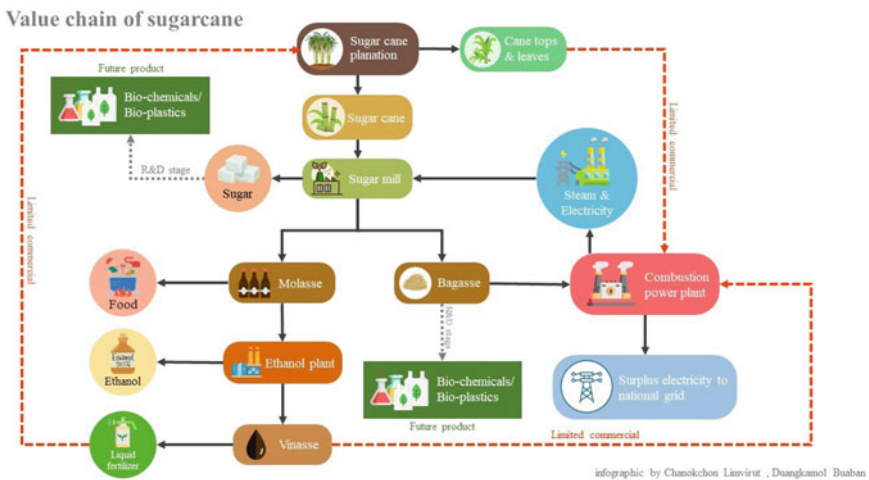 Value chain of sugarcane
Sugar cane
planation
Cane tops
& leaves
Future product
Bio-chemicals/
Bio-plastics
Sugar cane
Limited commercial
R&D stage
Sugar
Sugar mill
Steam &
Electricity
Limited commercial
Food
Molasse
Bagasse
Combustion
power plant
R&D stage
Ethanol
Ethanol plant
Bio-chemicals/
Bio-plastics
Surplus electricity to
national grid
Future product
Limited commercial
Liquid
fertilizer
Vinasse
infographic by Chanokchon Limvirut , Duangkamol Buaban